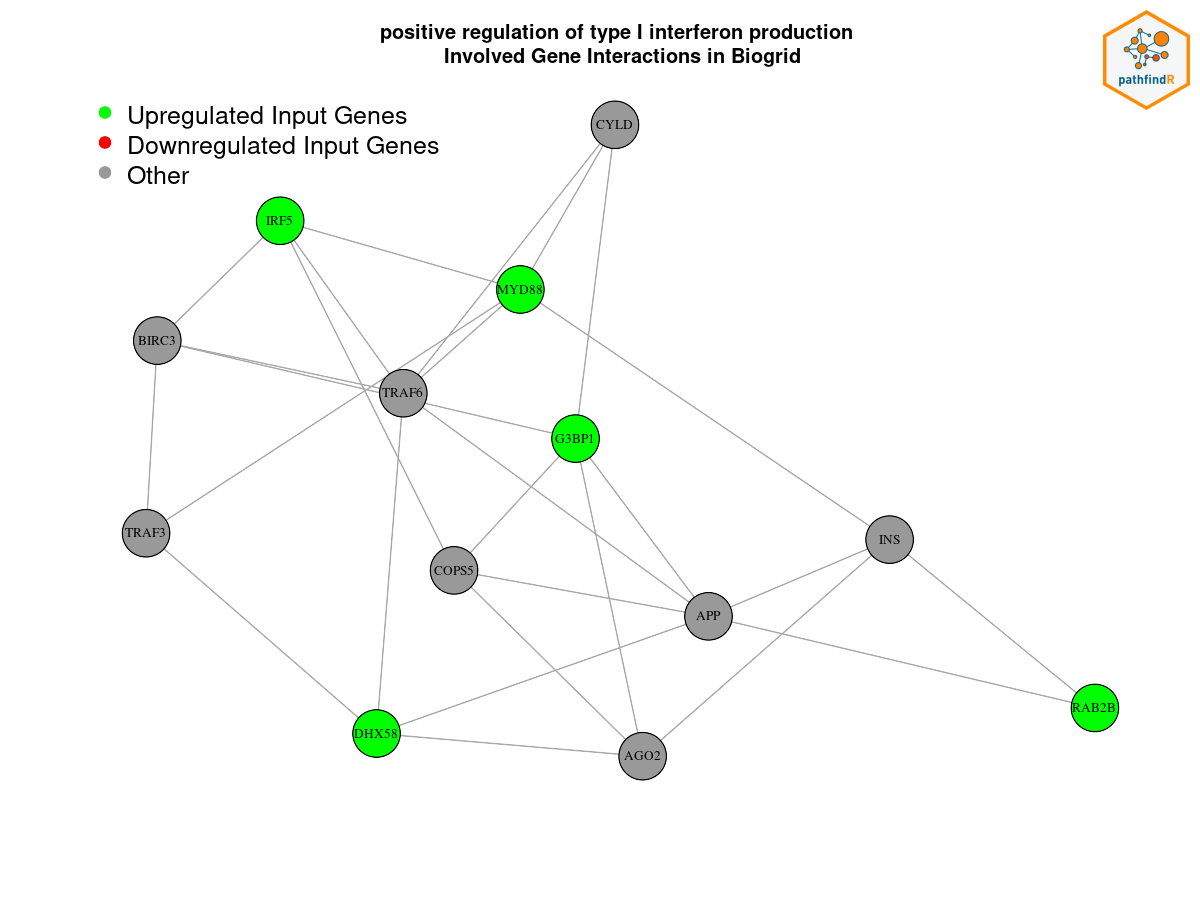 positive regulation of type I interferon production
Involved Gene Interactions in Biogrid
pathfindR
Upregulated Input Genes
Downregulated Input Genes
Other
CYLD
IRF5
MYD88
BIRC3
TRAF6
G3BP1
TRAF3
INS
COPS5
APP
RAB2B
DHX58
AGO2